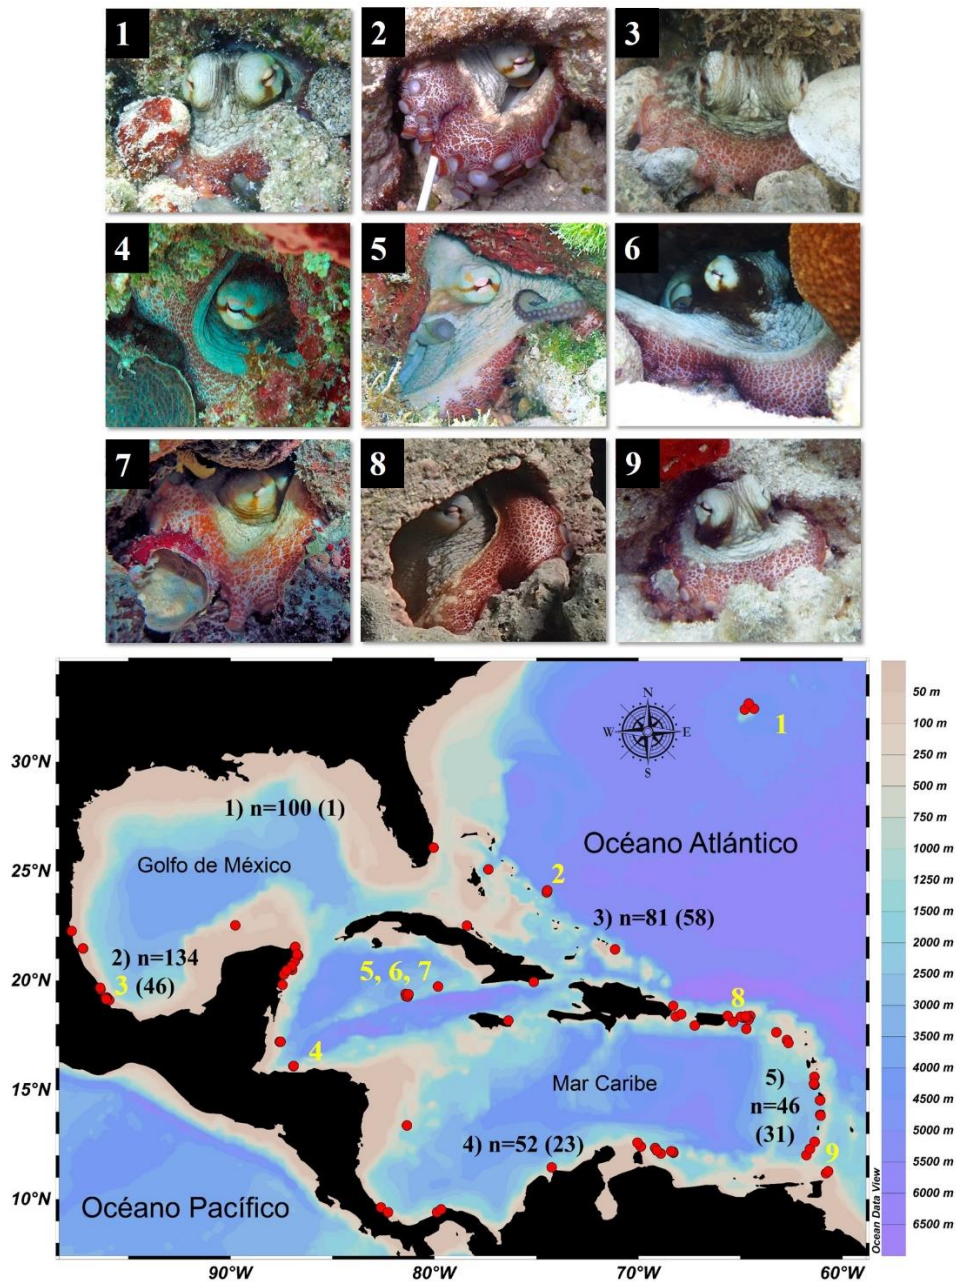 1
2
3
4
5
6
7
8
9
N
W E
S
1
30°N
1) n=100 (1)
Golfo de México
Océano Atlántico
25°N
2
3) n=81 (58)
2) n=134
3 (46)
5, 6, 7
20°N
8
4
15°N
Mar Caribe
5)
n=46
(31)
4) n=52 (23)
9
10°N
Océano Pacífico
90°W
80°W
70°W
60°W
50 m
100 m
250 m
500 m
750 m
1000 m
1250 m
2000 m
2500 m
3000 m
3500 m
4000 m
4500 m
5000 m
5500 m
6000 m
6500 m
Ocean Data View